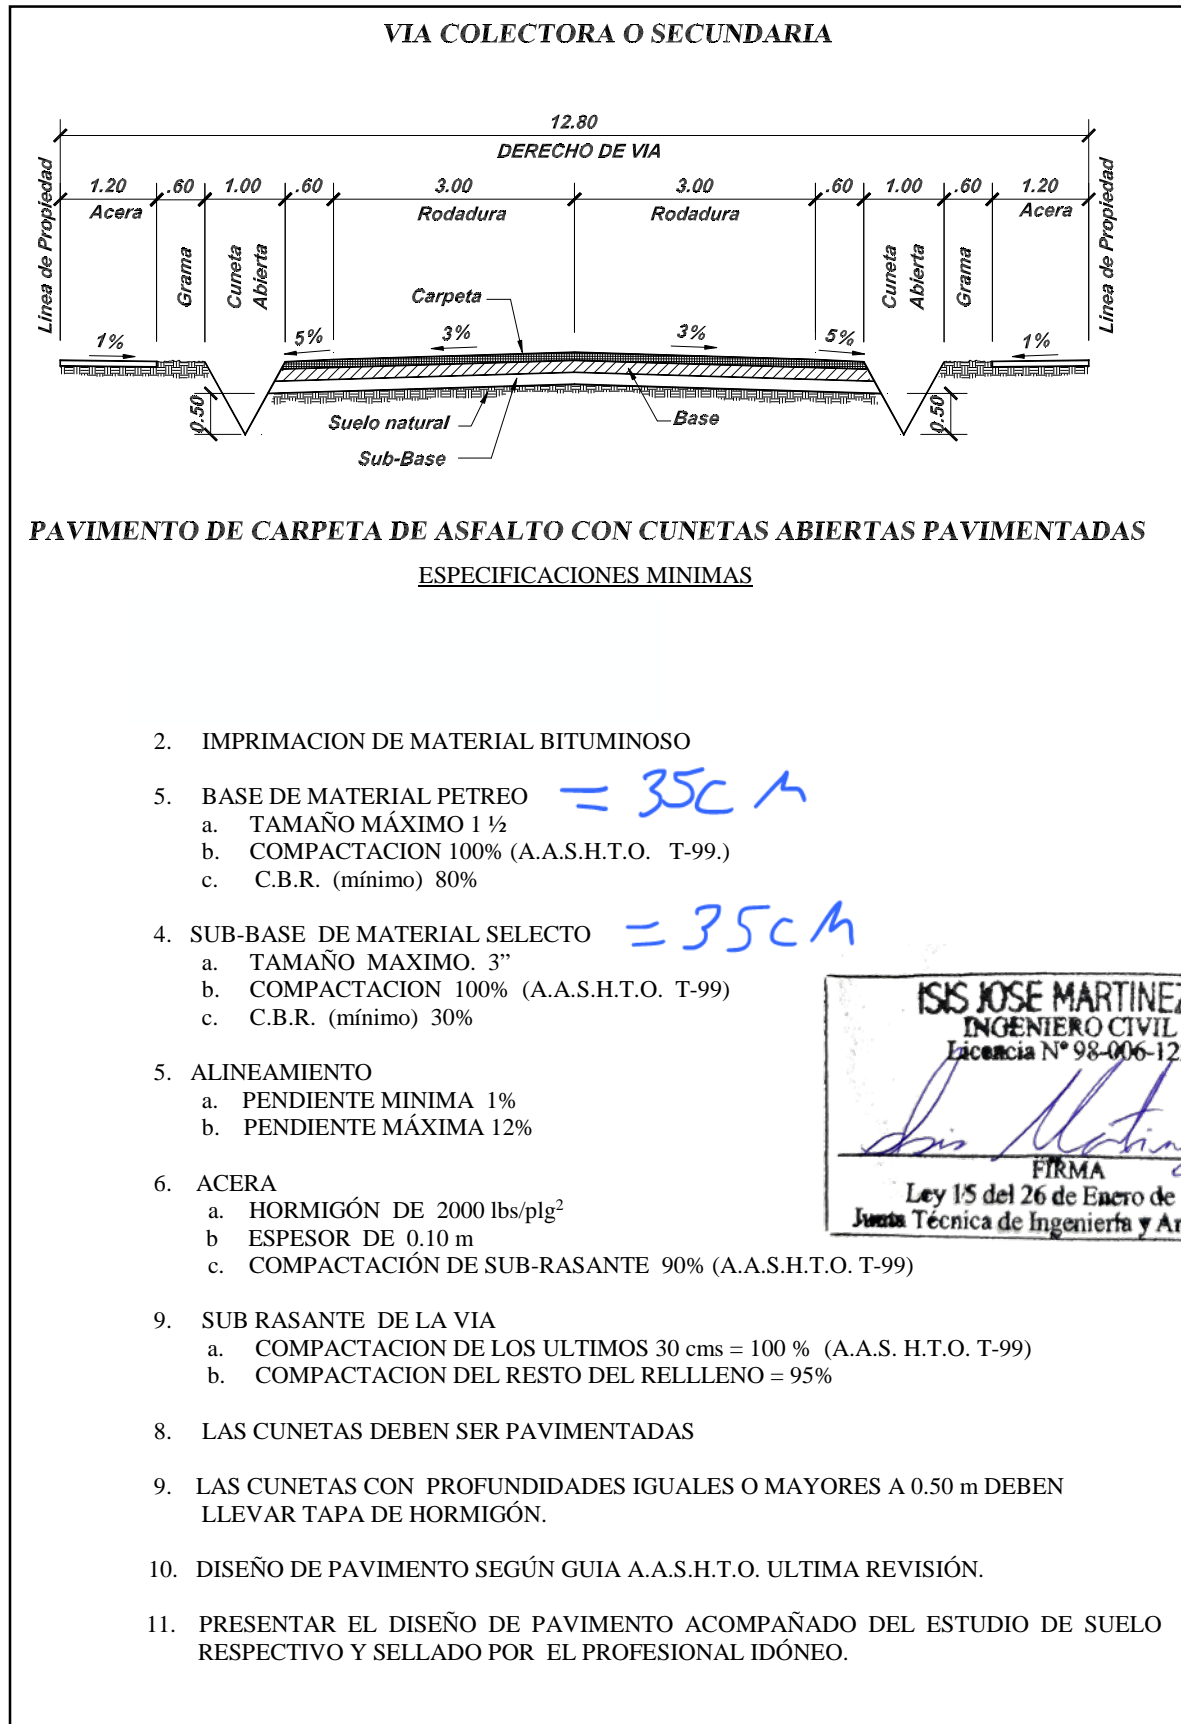 VIA COLECTORA O SECUNDARIA
12.80
DERECHO DE VIA
1.20 .60 1.00 .60 3.00 3.00 .60 1.00 .60 1.20
Acera Rodadura Rodadura Acera
Linea de Propiedad
Grama
Cuneta
Abierta
Cuneta
Abierta
Grama
Linea de Propiedad
Carpeta
1% 5% 3% 3% 5% 1%
0.50
0.50
Suelo natural
Base
Sub-Base
PAVIMENTO DE CARPETA DE ASFALTO CON CUNETAS ABIERTAS PAVIMENTADAS
ESPECIFICACIONES MINIMAS
2. IMPRIMACION DE MATERIAL BITUMINOSO
5. BASE DE MATERIAL PETREO = 35CM
a. TAMAÑO MÁXIMO 1 ½
b. COMPACTACION 100% (A.A.S.H.T.O. T-99.)
c. C.B.R. (mínimo) 80%
4. SUB-BASE DE MATERIAL SELECTO = 35CM
a. TAMAÑO MAXIMO. 3”
b. COMPACTACION 100% (A.A.S.H.T.O. T-99)
c. C.B.R. (mínimo) 30%
ISIS JOSE MARTINEZ
INGENIERO CIVIL
Licencia N° 98-006-12
Isis Martin
FIRMA
Ley 15 del 26 de Enero de
Junta Técnica de Ingeniería y Ar
5. ALINEAMIENTO
a. PENDIENTE MINIMA 1%
b. PENDIENTE MÁXIMA 12%
6. ACERA
a. HORMIGÓN DE 2000 lbs/plg²
b ESPESOR DE 0.10 m
c. COMPACTACIÓN DE SUB-RASANTE 90% (A.A.S.H.T.O. T-99)
9. SUB RASANTE DE LA VIA
a. COMPACTACION DE LOS ULTIMOS 30 cms = 100 % (A.A.S. H.T.O. T-99)
b. COMPACTACION DEL RESTO DEL RELLLENO = 95%
8. LAS CUNETAS DEBEN SER PAVIMENTADAS
9. LAS CUNETAS CON PROFUNDIDADES IGUALES O MAYORES A 0.50 m DEBEN
LLEVAR TAPA DE HORMIGÓN.
10. DISEÑO DE PAVIMENTO SEGÚN GUIA A.A.S.H.T.O. ULTIMA REVISIÓN.
11. PRESENTAR EL DISEÑO DE PAVIMENTO ACOMPAÑADO DEL ESTUDIO DE SUELO
RESPECTIVO Y SELLADO POR EL PROFESIONAL IDÓNEO.